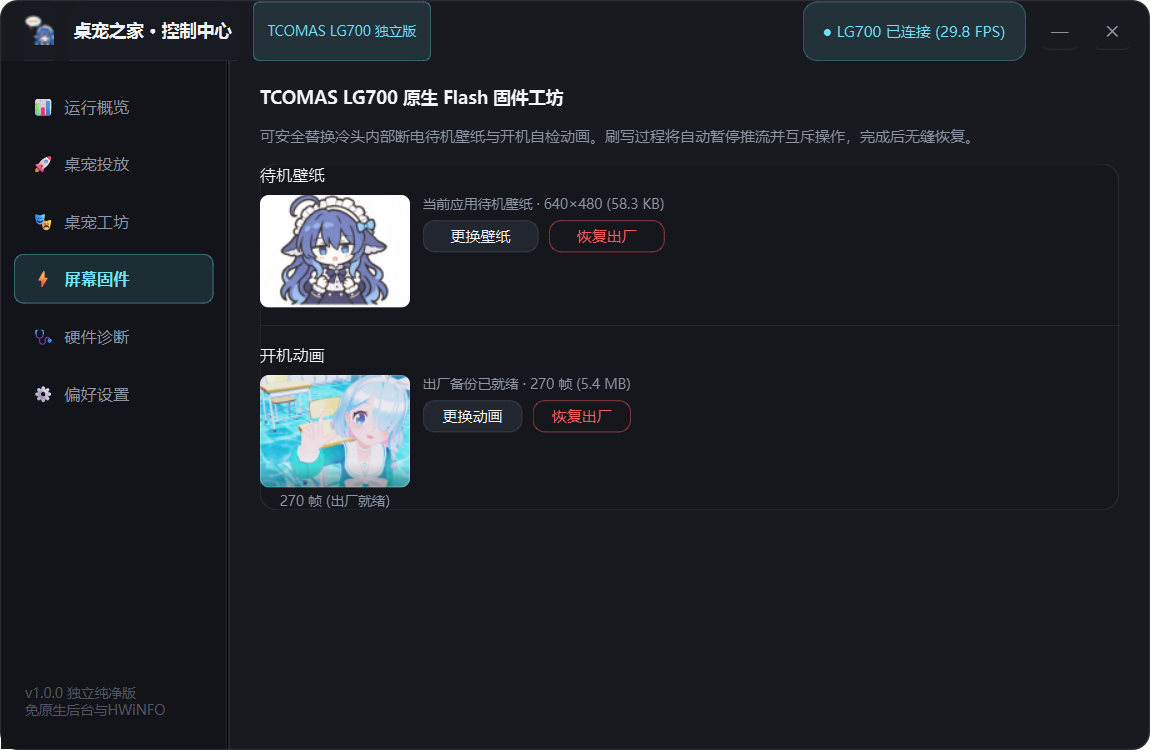 桌宠之家·控制中心
TCOMAS LG700 独立版
● LG700 已连接 (29.8 FPS)
运行概览
桌宠投放
桌宠工坊
屏幕固件
硬件诊断
偏好设置
v1.0.0 独立纯净版
免原生后台与HWiNFO
TCOMAS LG700 原生 Flash 固件工坊
可安全替换冷头内部断电待机壁纸与开机自检动画。刷写过程将自动暂停推流并互斥操作，完成后无缝恢复。
待机壁纸
当前应用待机壁纸 · 640×480 (58.3 KB)
更换壁纸
恢复出厂
开机动画
出厂备份已就绪 · 270 帧 (5.4 MB)
更换动画
恢复出厂
270 帧 (出厂就绪)